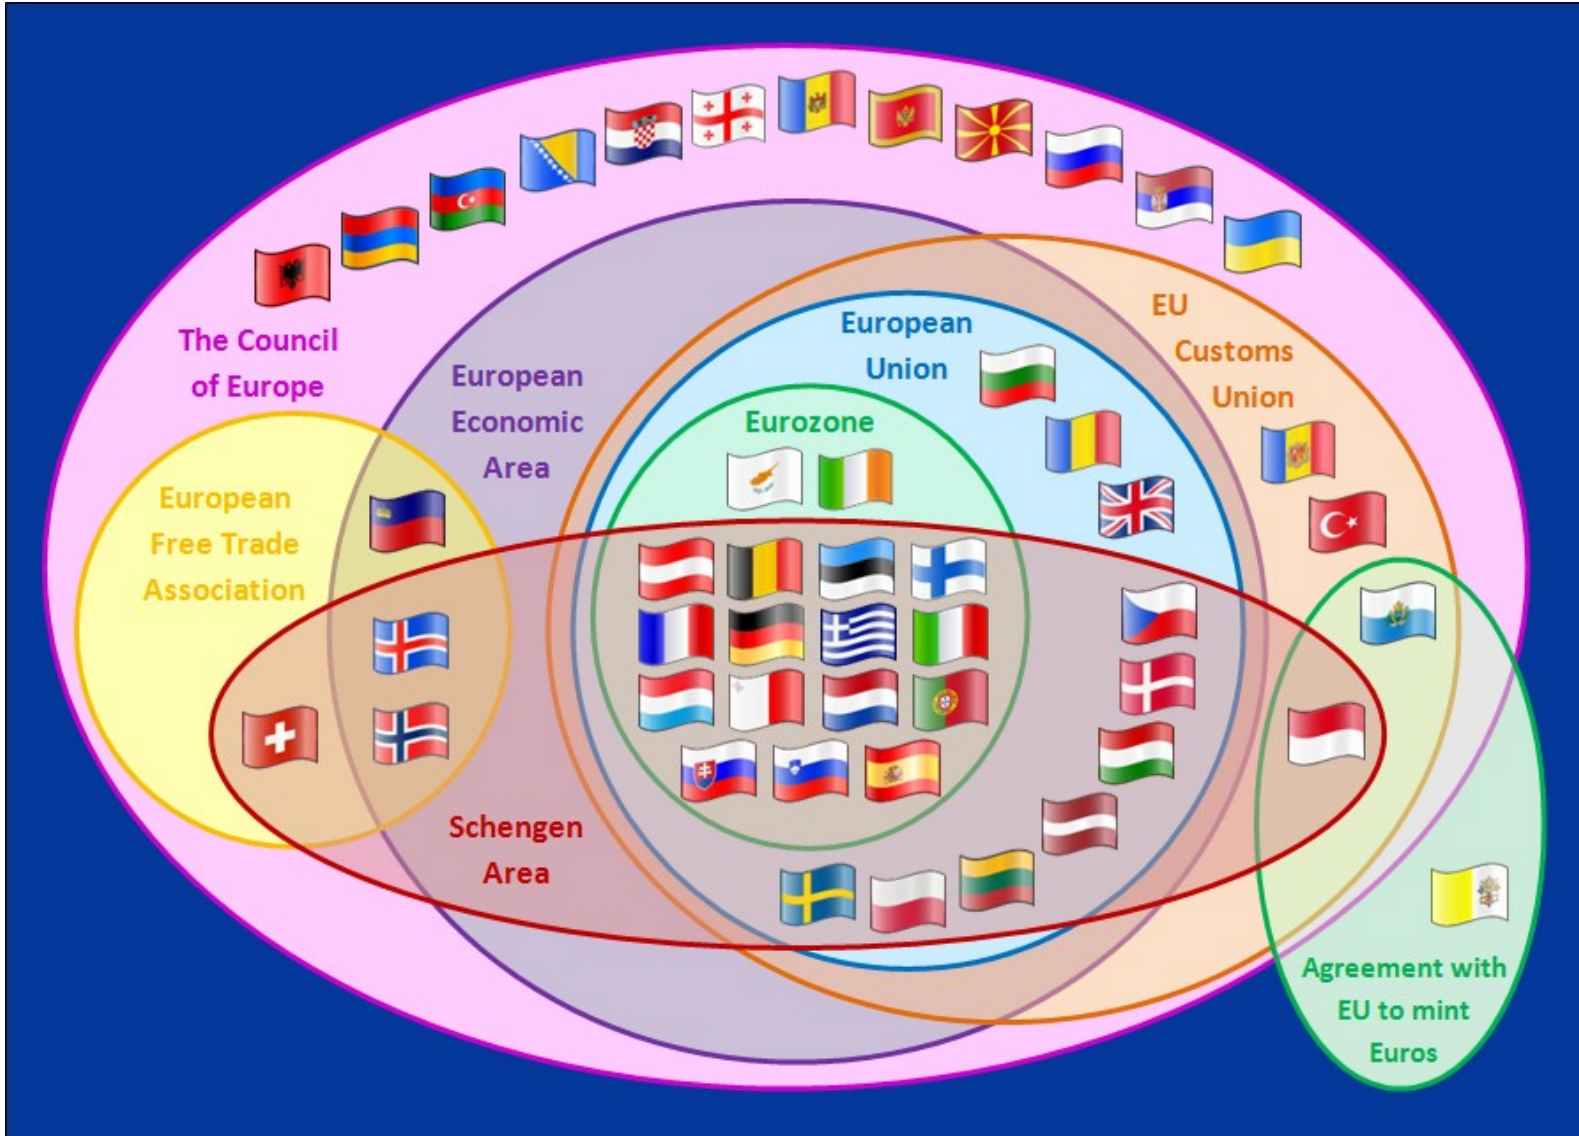 The Council
of Europe
European
Free Trade
Association
European
Economic
Area
European
Union
Eurozone
EU
Customs
Union
Schengen
Area
Agreement with
EU to mint
Euros